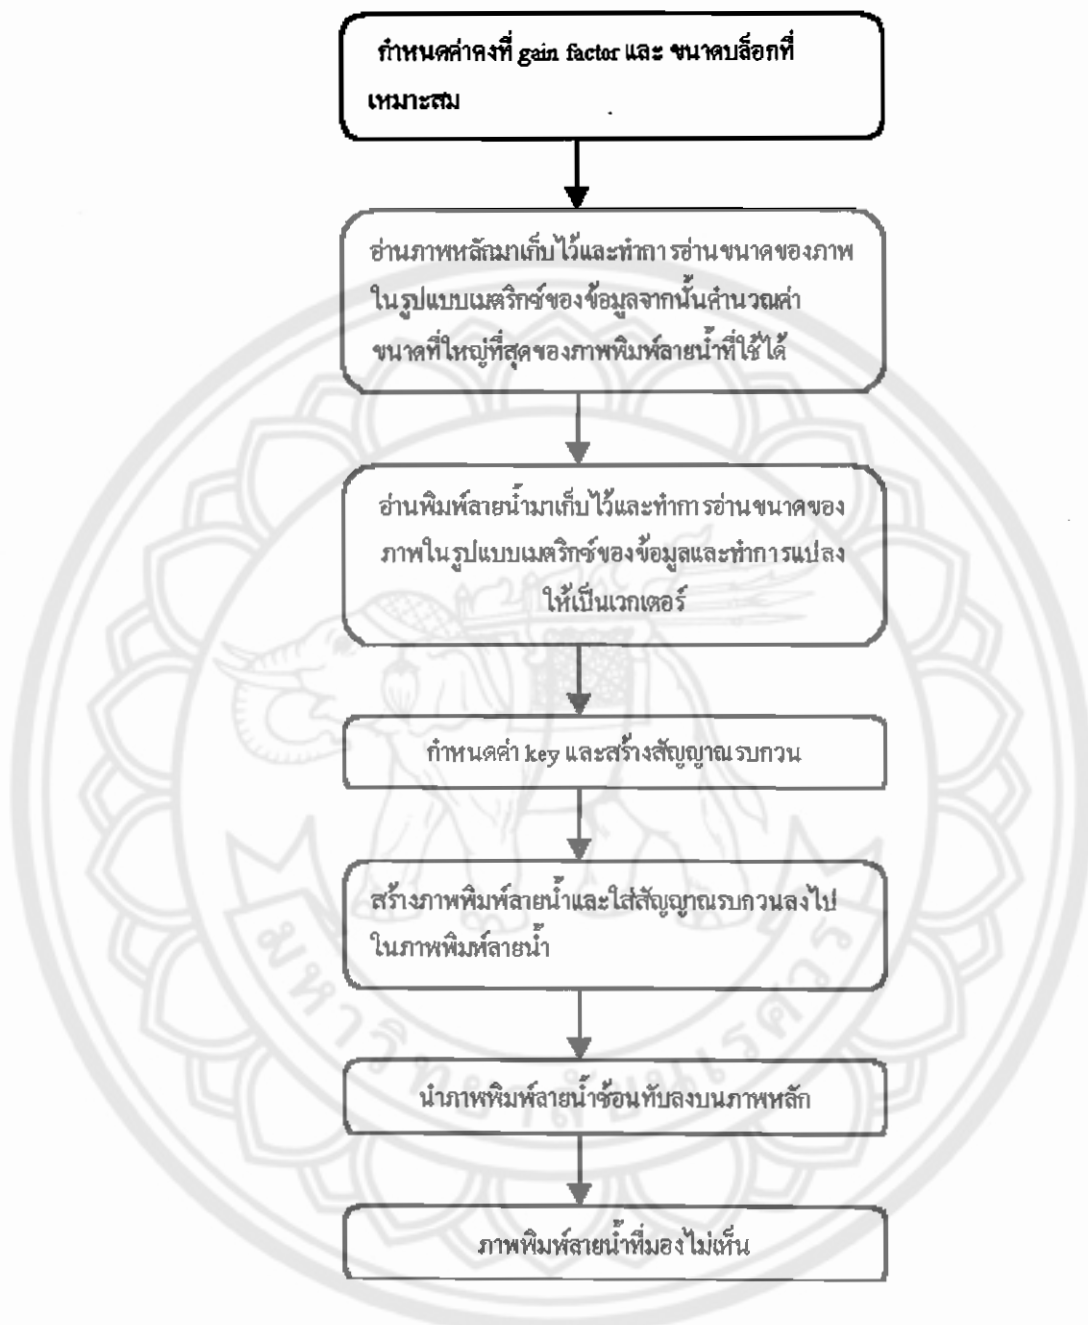 กำหนดค่าคงที่ gain factor และ ขนาดบล็อกที่
เหมาะสม
อ่านภาพหลักมาเก็บไว้และทำการอ่านขนาดของภาพ
ในรูปแบบเมตริกซ์ของข้อมูลจากนั้นคำนวณค่า
ขนาดที่ใหญ่ที่สุดของภาพพิมพ์ลายน้ำที่ใช้ได้
อ่านพิมพ์ลายน้ำมาเก็บไว้และทำการอ่านขนาดของ
ภาพในรูปแบบเมตริกซ์ของข้อมูลและทำการแปลง
ให้เป็นเวกเตอร์
กำหนดค่า key และสร้างสัญญาณรบกวน
สร้างภาพพิมพ์ลายน้ำและใส่สัญญาณรบกวนลงไป
ในภาพพิมพ์ลายน้ำ
นำภาพพิมพ์ลายน้ำซ้อนทับลงบนภาพหลัก
ภาพพิมพ์ลายน้ำที่มองไม่เห็น
มหาวิทยาลัยนเรศวร